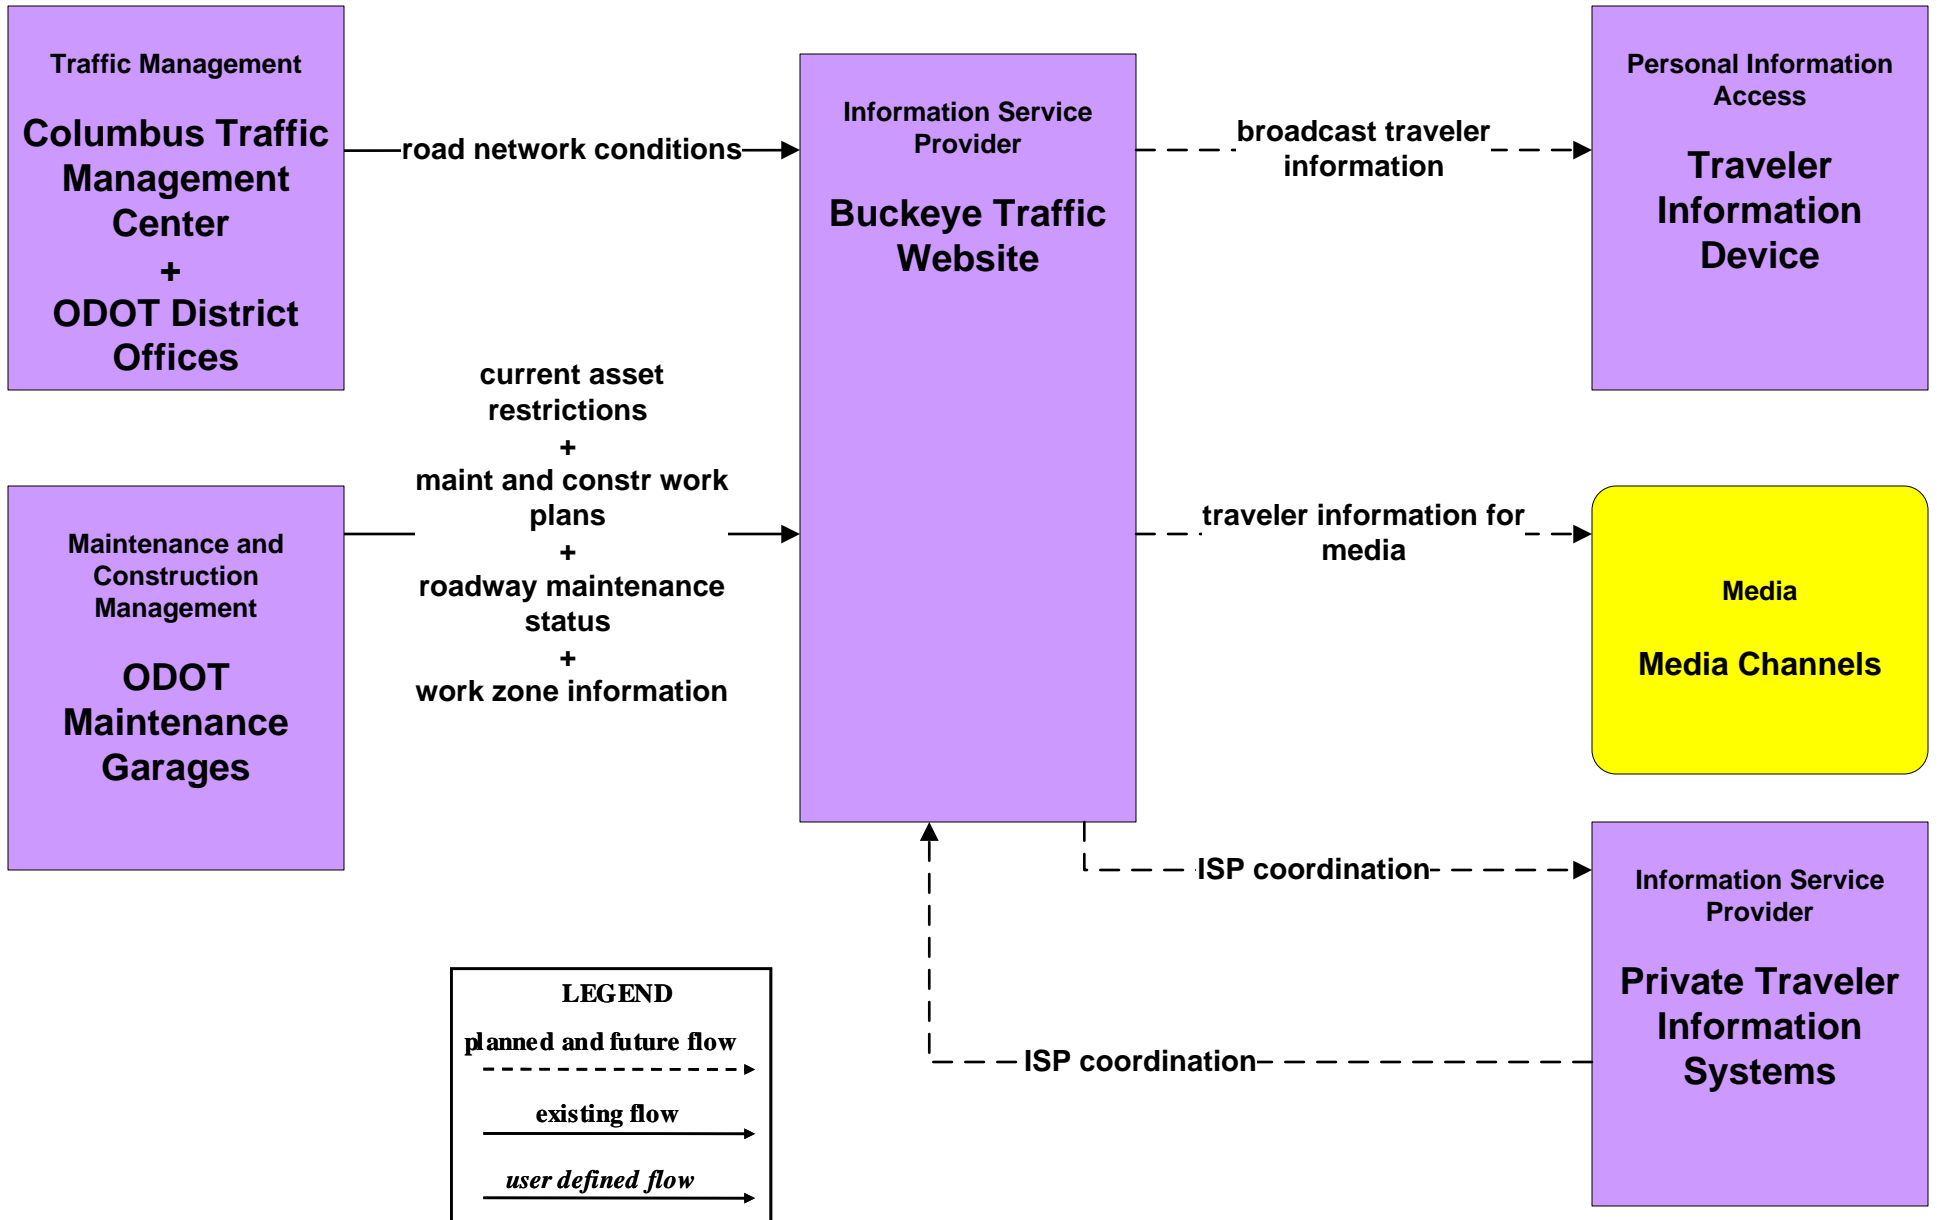 Traffic Management
Columbus Traffic
Management
Center
+
ODOT District
Offices
road network conditions
Information Service
Provider
Buckeye Traffic
Website
broadcast traveler
information
Personal Information
Access
Traveler
Information
Device
current asset
restrictions
+
maint and constr work
plans
+
roadway maintenance
status
+
work zone information
Maintenance and
Construction
Management
ODOT
Maintenance
Garages
traveler information for
media
Media
Media Channels
ISP coordination
Information Service
Provider
Private Traveler
Information
Systems
ISP coordination
LEGEND
planned and future flow
existing flow
user defined flow